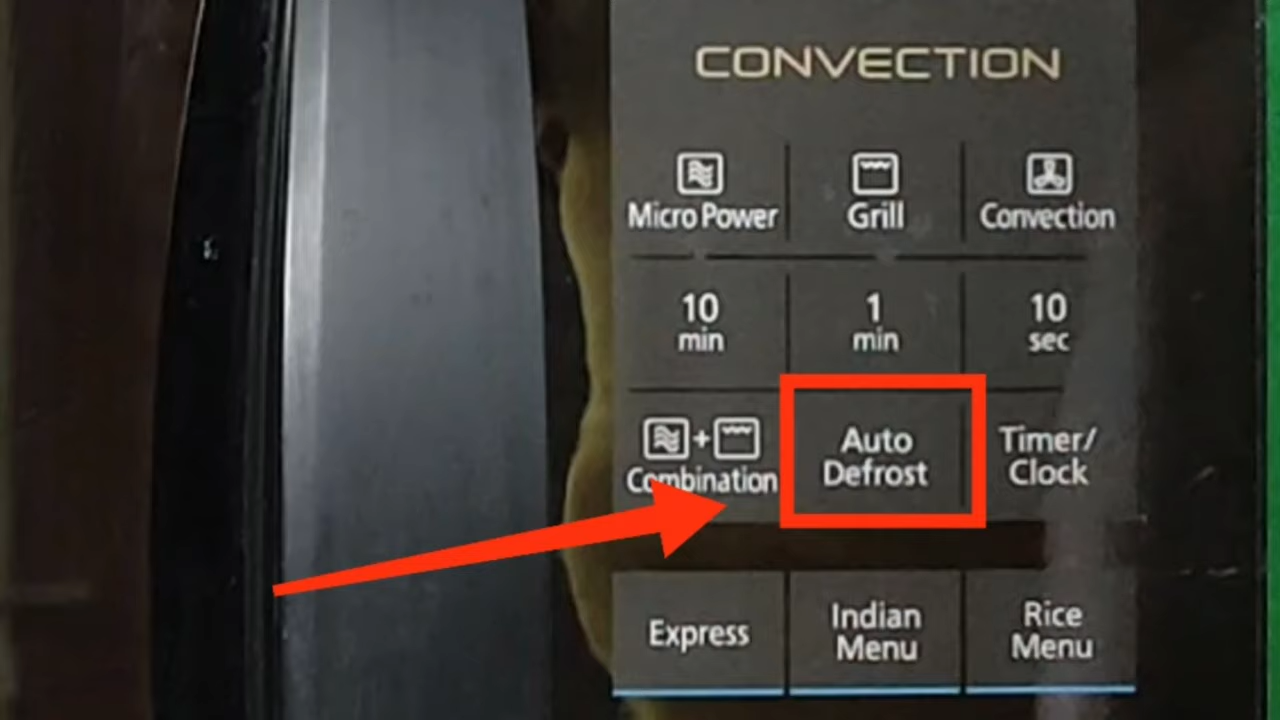 CONVECTION
Micro Power
Grill
Convection
10
min
1
min
10
sec
+
Combination
Auto
Defrost
Timer/
Clock
Express
Indian
Menu
Rice
Menu